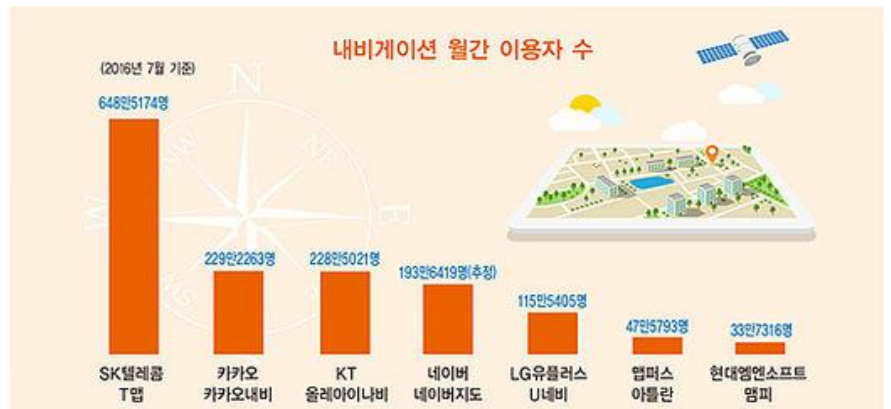 내비게이션 월간 이용자 수
(2016년 7월 기준)
648만5174명
229만2263명
228만5021명
193만6419명(추정)
115만5405명
47만5793명
33만7316명
N
NW
NE
W
E
SW
SK텔레콤
T맵
카카오
카카오내비
KT
올레아이나비
네이버
네이버지도
LG유플러스
U네비
맵퍼스
아틀란
현대엠엔소프트
맵피